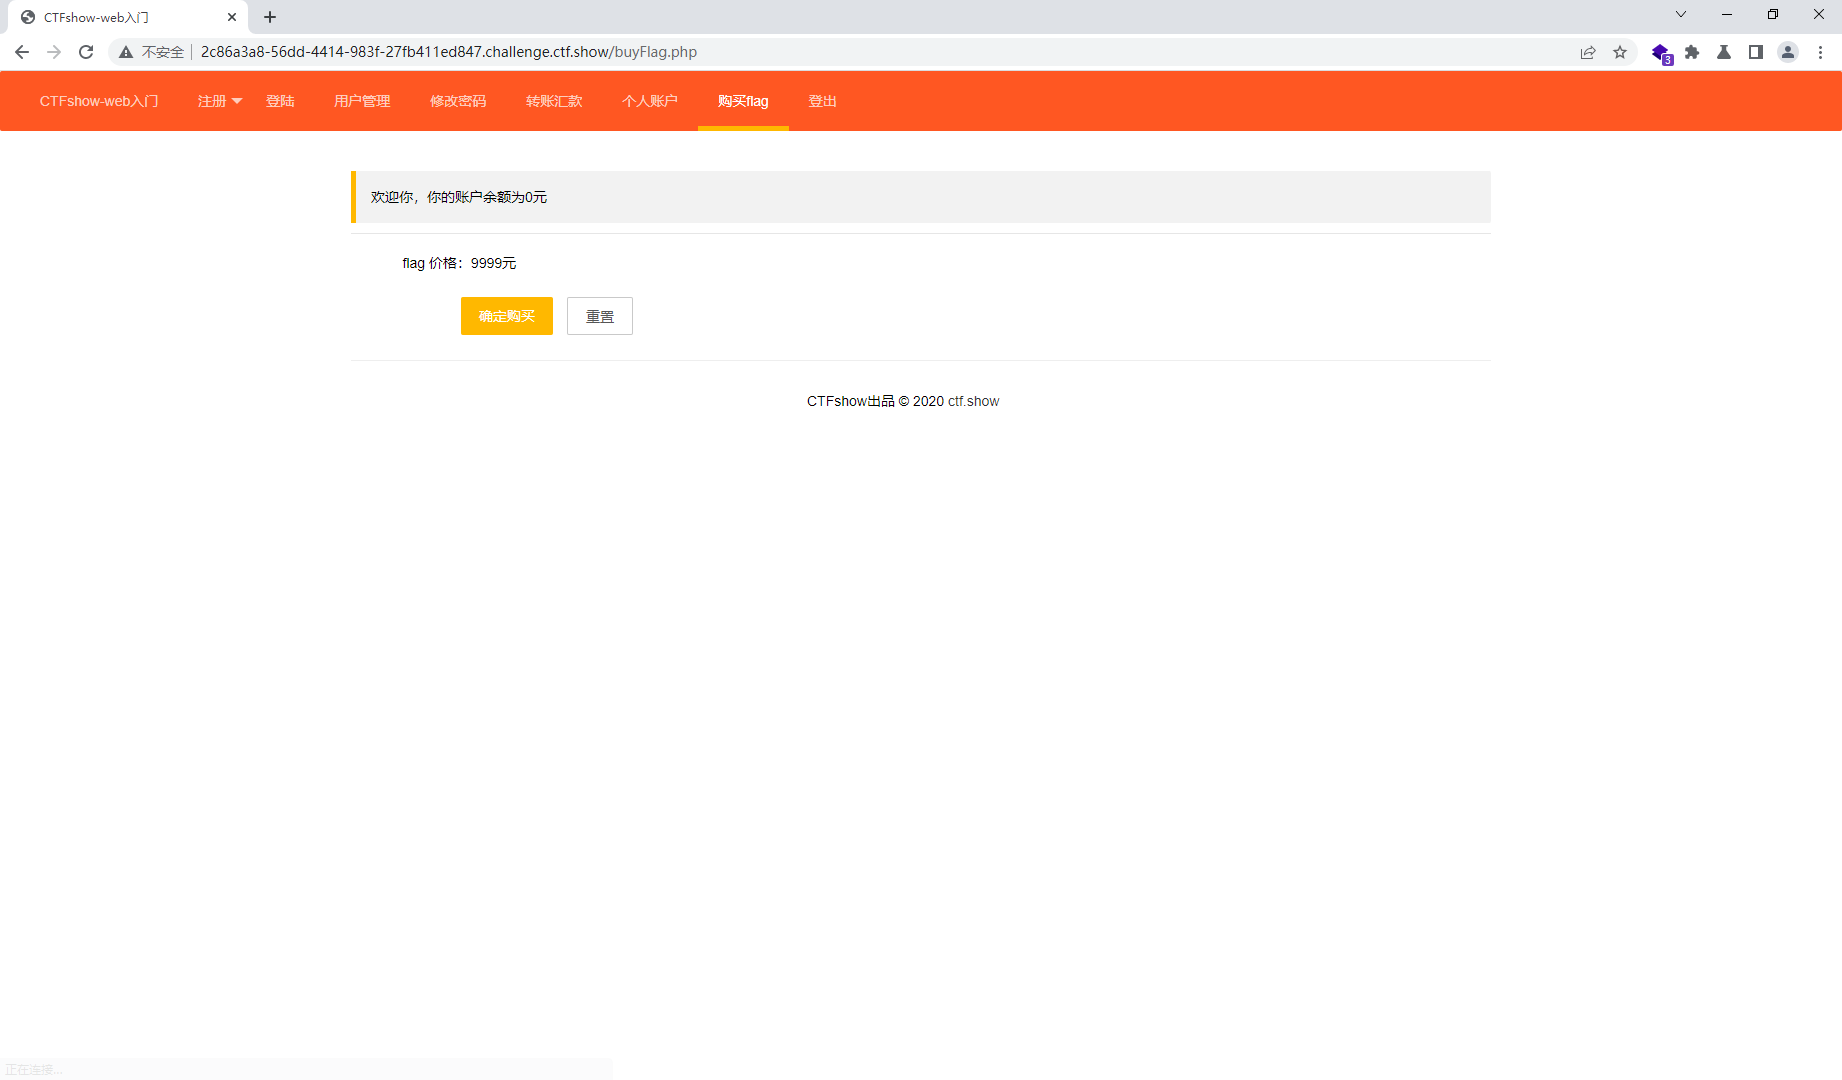 CTFshow-web入门
不安全 2c86a3a8-56dd-4414-983f-27fb411ed847.challenge.ctf.show/buyFlag.php
3
CTFshow-web入门 注册 登陆 用户管理 修改密码 转账汇款 个人账户 购买flag 登出
欢迎你，你的账户余额为0元
flag 价格：9999元
确定购买 重置
CTFshow出品 © 2020 ctf.show
正在连接...